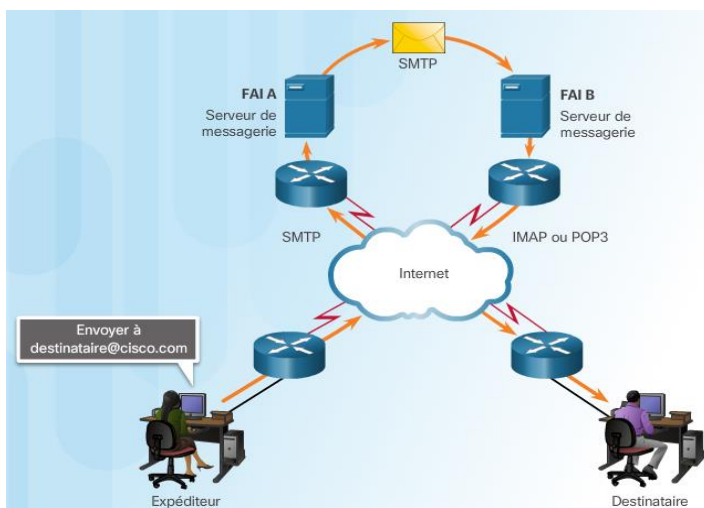 SMTP
FAI A
Serveur de
messagerie
FAI B
Serveur de
messagerie
SMTP
IMAP ou POP3
Internet
Envoyer à
destinataire@cisco.com
Expéditeur
Destinataire